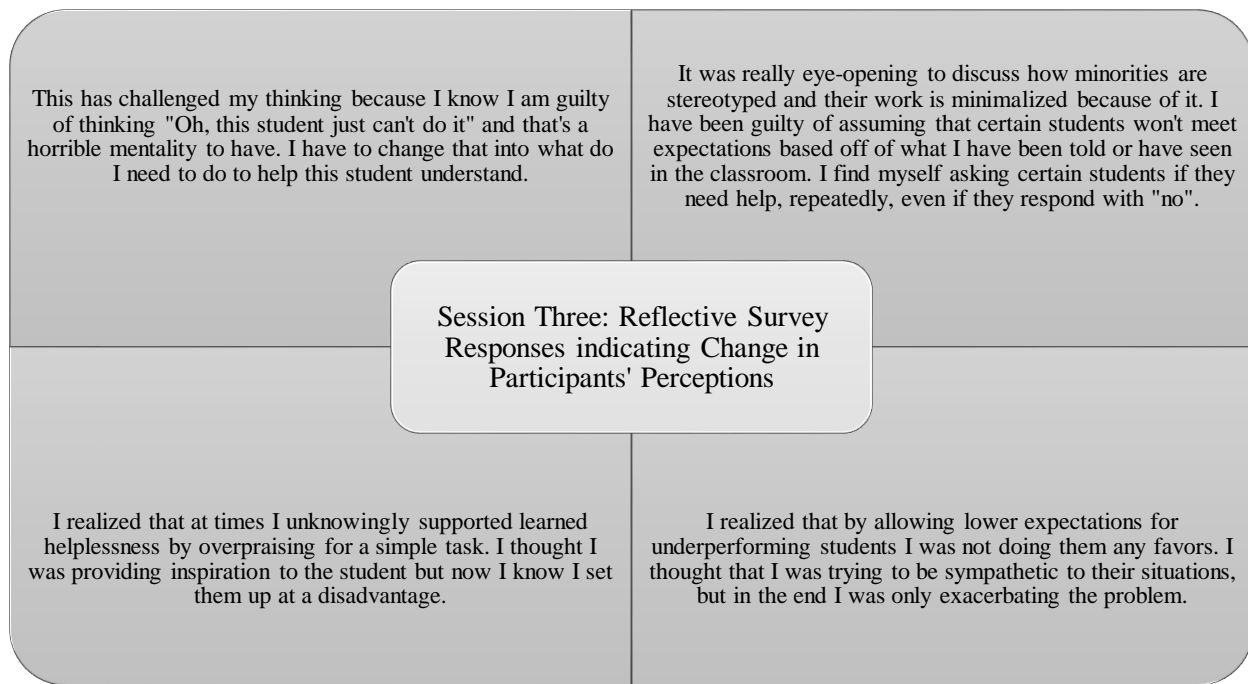 This has challenged my thinking because I know I am guilty
of thinking "Oh, this student just can't do it" and that's a
horrible mentality to have. I have to change that into what do
I need to do to help this student understand.
It was really eye-opening to discuss how minorities are
stereotyped and their work is minimalized because of it. I
have been guilty of assuming that certain students won't meet
expectations based off of what I have been told or have seen
in the classroom. I find myself asking certain students if they
need help, repeatedly, even if they respond with "no".
Session Three: Reflective Survey
Responses indicating Change in
Participants' Perceptions
I realized that at times I unknowingly supported learned
helplessness by overpraising for a simple task. I thought I
was providing inspiration to the student but now I know I set
them up at a disadvantage.
I realized that by allowing lower expectations for
underperforming students I was not doing them any favors. I
thought that I was trying to be sympathetic to their situations,
but in the end I was only exacerbating the problem.